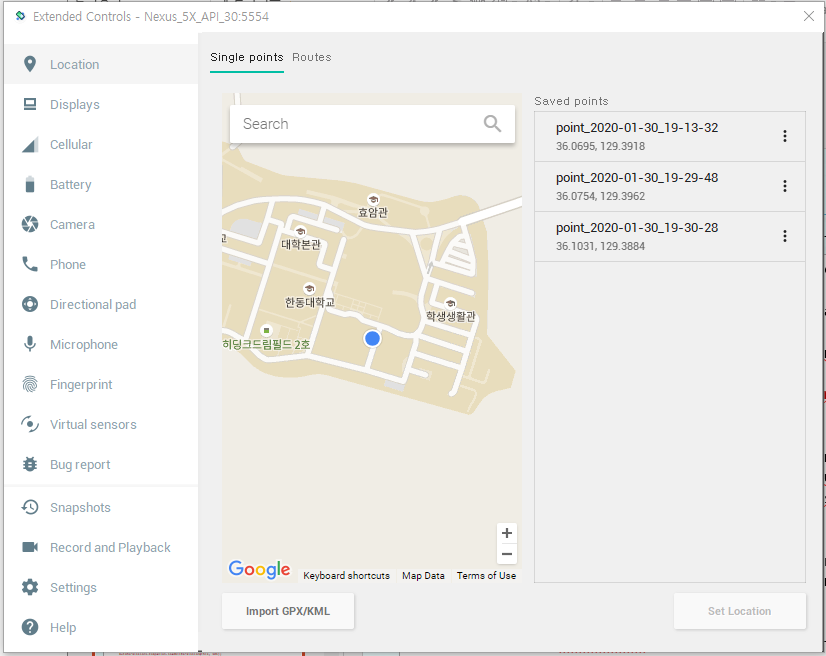 Extended Controls - Nexus_5X_API_30:5554
Location
Displays
Cellular
Battery
Camera
Phone
Directional pad
Microphone
Fingerprint
Virtual sensors
Bug report
Snapshots
Record and Playback
Settings
Help
Single points
Routes
Search
효암관
대학본관
한동대학교
학생생활관
히딩크드림필드 2호
Google
Keyboard shortcuts
Map Data
Terms of Use
Import GPX/KML
Saved points
point_2020-01-30_19-13-32
36.0695, 129.3918
point_2020-01-30_19-29-48
36.0754, 129.3962
point_2020-01-30_19-30-28
36.1031, 129.3884
Set Location